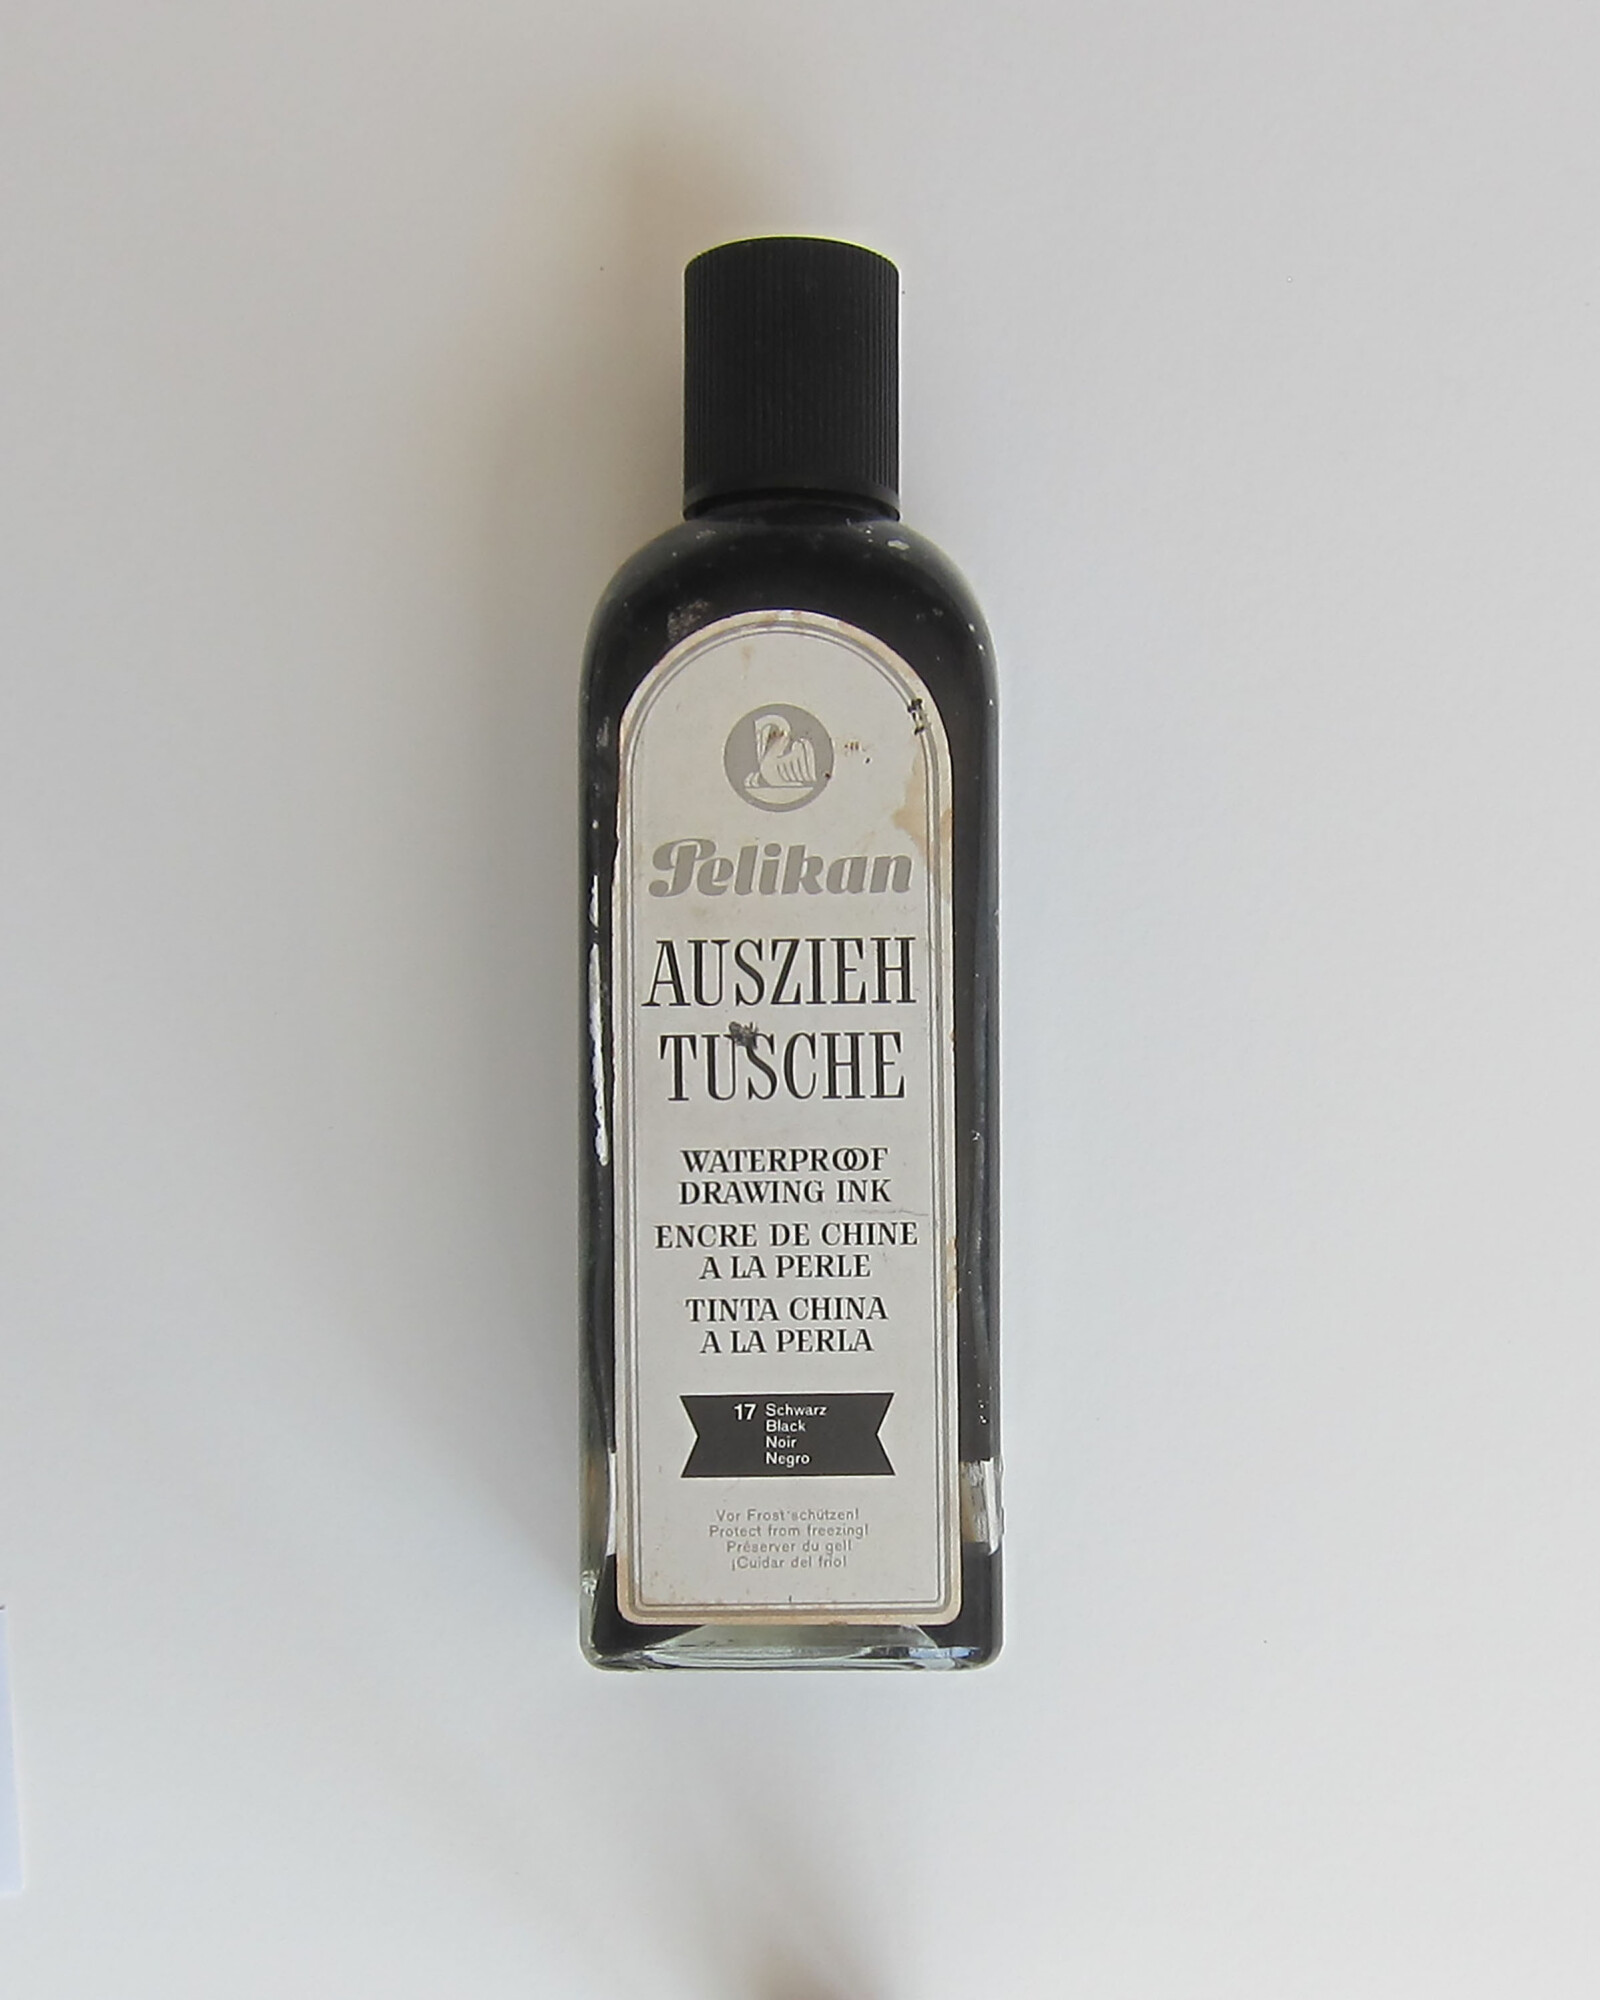 Pelikan
AUSZIEH
TUSCHE
WATERPROOF
DRAWING INK
ENCRE DE CHINE
A LA PERLE
TINTA CHINA
A LA PERLA
17 Schwarz
Black
Noir
Negro
Vor Frost schützen!
Protect from freezing!
Préserver du gel!
¡Cuidar del frio!